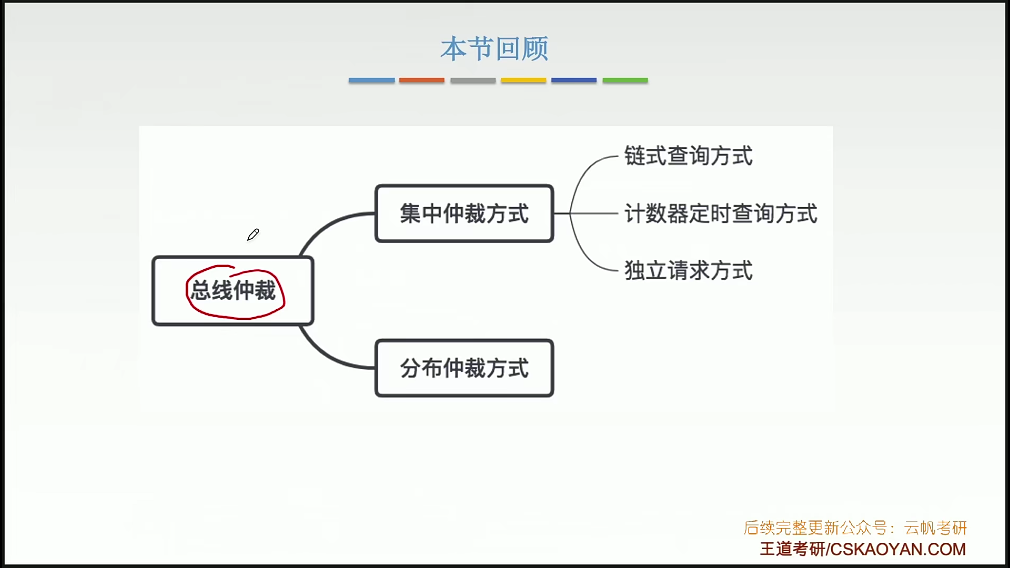 本节回顾
链式查询方式
集中仲裁方式
计数器定时查询方式
独立请求方式
总线仲裁
分布仲裁方式
后续完整更新公众号：云帆考研
王道考研/CSKAOYAN.COM